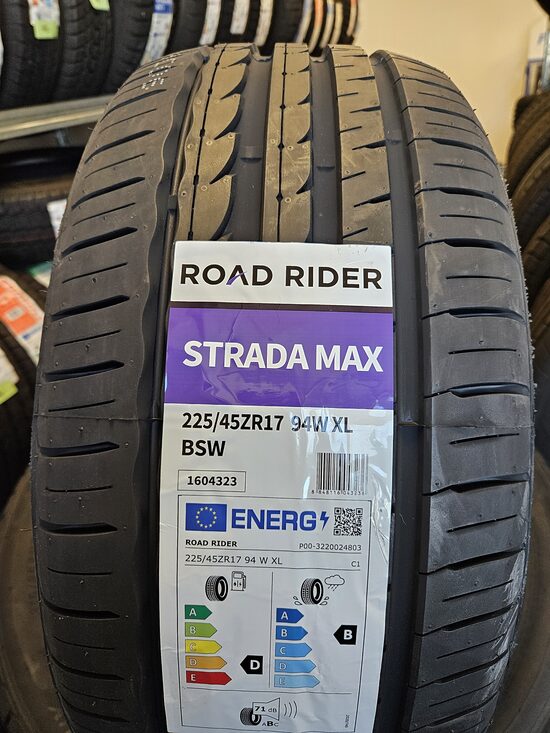 ROAD RIDER
STRADA MAX
225/45ZR17 94W XL
BSW
1604323
ENERG
ROAD RIDER P00-3220024803
225/45ZR17 94 W XL C1
A A
B B B
C C
D D D
E E
71 dB
ABC